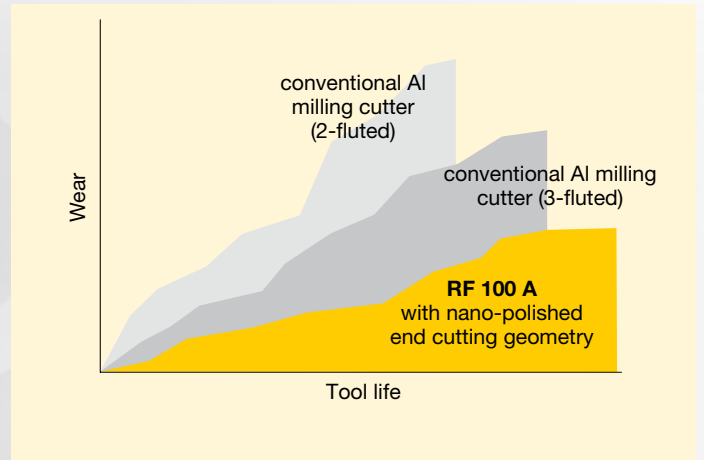 conventional Al
milling cutter
(2-fluted)
conventional Al milling
cutter (3-fluted)
Wear
RF 100 A
with nano-polished
end cutting geometry
Tool life